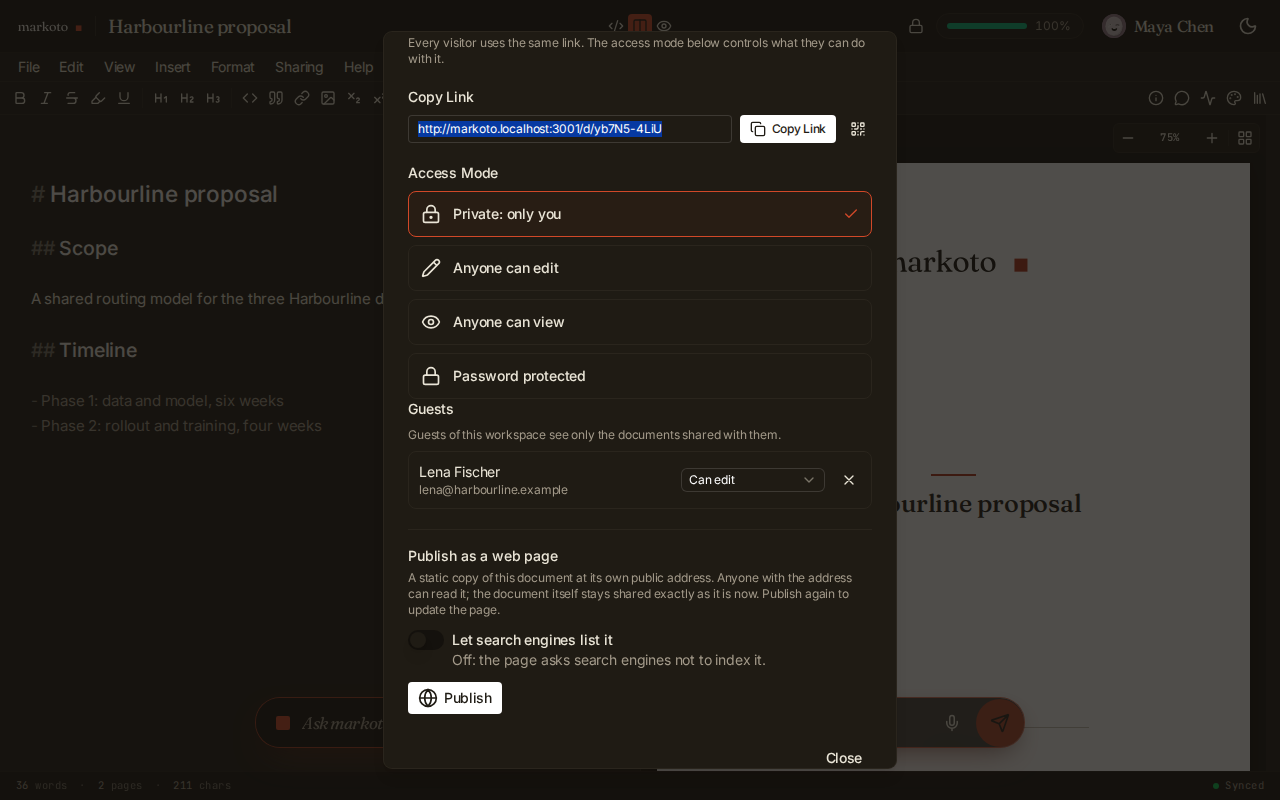 markoto
Harbourline proposal
100%
Maya Chen
File Edit View Insert Format Sharing Help
H1 H2 H3
75%
Every visitor uses the same link. The access mode below controls what they can do
with it.
Copy Link
http://markoto.localhost:3001/d/yb7N5-4LiU
Copy Link
Access Mode
Private: only you
Anyone can edit
Anyone can view
Password protected
Guests
Guests of this workspace see only the documents shared with them.
Lena Fischer
lena@harbourline.example
Can edit
Publish as a web page
A static copy of this document at its own public address. Anyone with the address
can read it; the document itself stays shared exactly as it is now. Publish again to
update the page.
Let search engines list it
Off: the page asks search engines not to index it.
Publish
Close
# Harbourline proposal
## Scope
A shared routing model for the three Harbourline d
## Timeline
- Phase 1: data and model, six weeks
- Phase 2: rollout and training, four weeks
arkoto
urline proposal
Ask markot
36 words · 2 pages · 211 chars
Synced